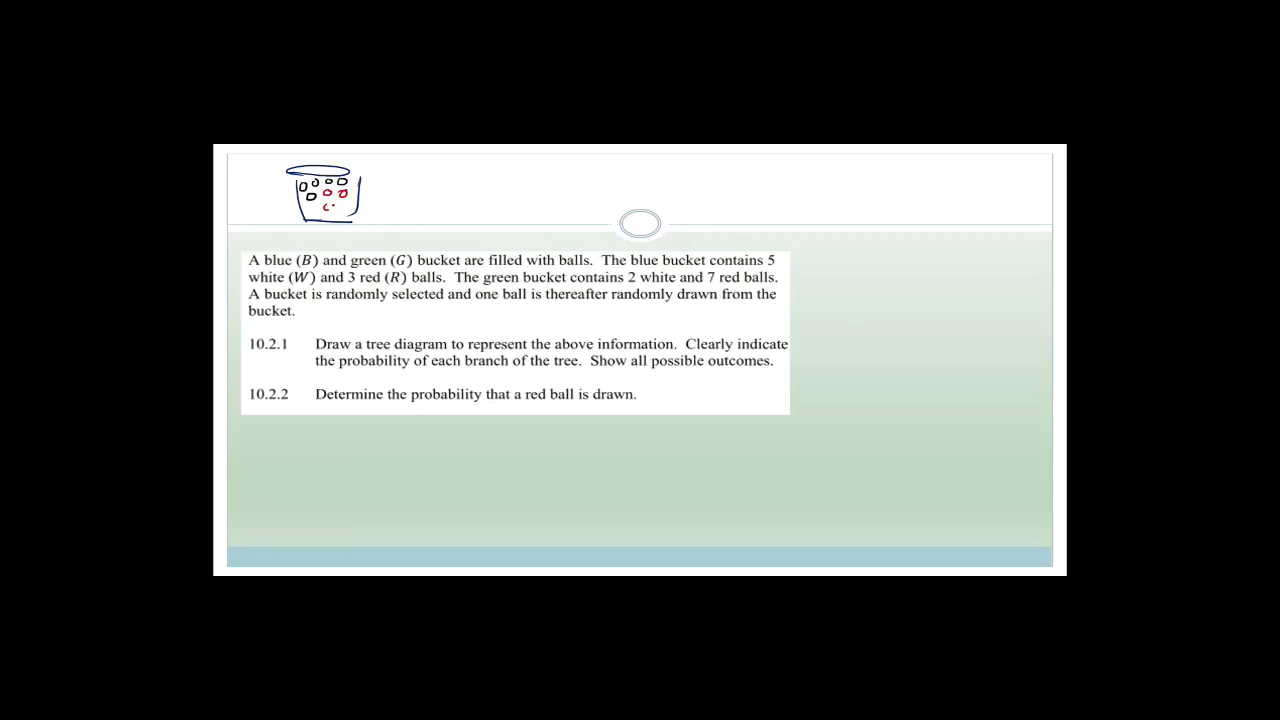 A blue (B) and green (G) bucket are filled with balls. The blue bucket contains 5
white (W) and 3 red (R) balls. The green bucket contains 2 white and 7 red balls.
A bucket is randomly selected and one ball is thereafter randomly drawn from the
bucket.
10.2.1 Draw a tree diagram to represent the above information. Clearly indicate
the probability of each branch of the tree. Show all possible outcomes.
10.2.2 Determine the probability that a red ball is drawn.